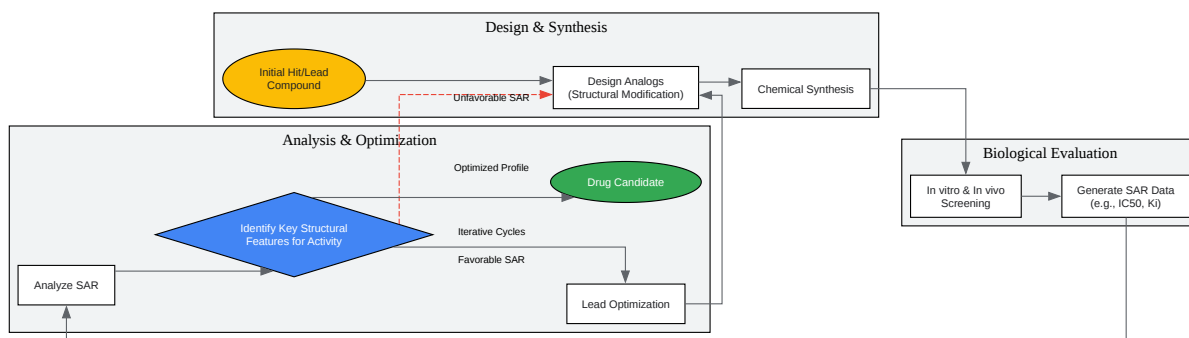 Design & Synthesis
Initial Hit/Lead
Compound
Design Analogs
(Structural Modification)
Chemical Synthesis
Unfavorable SAR
Analysis & Optimization
Optimized Profile
Drug Candidate
Identify Key Structural
Features for Activity
Iterative Cycles
Favorable SAR
Analyze SAR
Lead Optimization
Biological Evaluation
In vitro & In vivo
Screening
Generate SAR Data
(e.g., IC50, Ki)